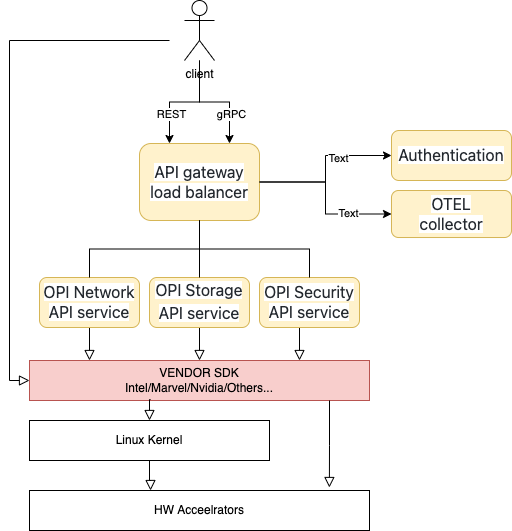 client
REST
gRPC
API gateway
load balancer
Text
Authentication
Text
OTEL
collector
OPI Network
API service
OPI Storage
API service
OPI Security
API service
VENDOR SDK
Intel/Marvel/Nvidia/Others...
Linux Kernel
HW Acceelrators